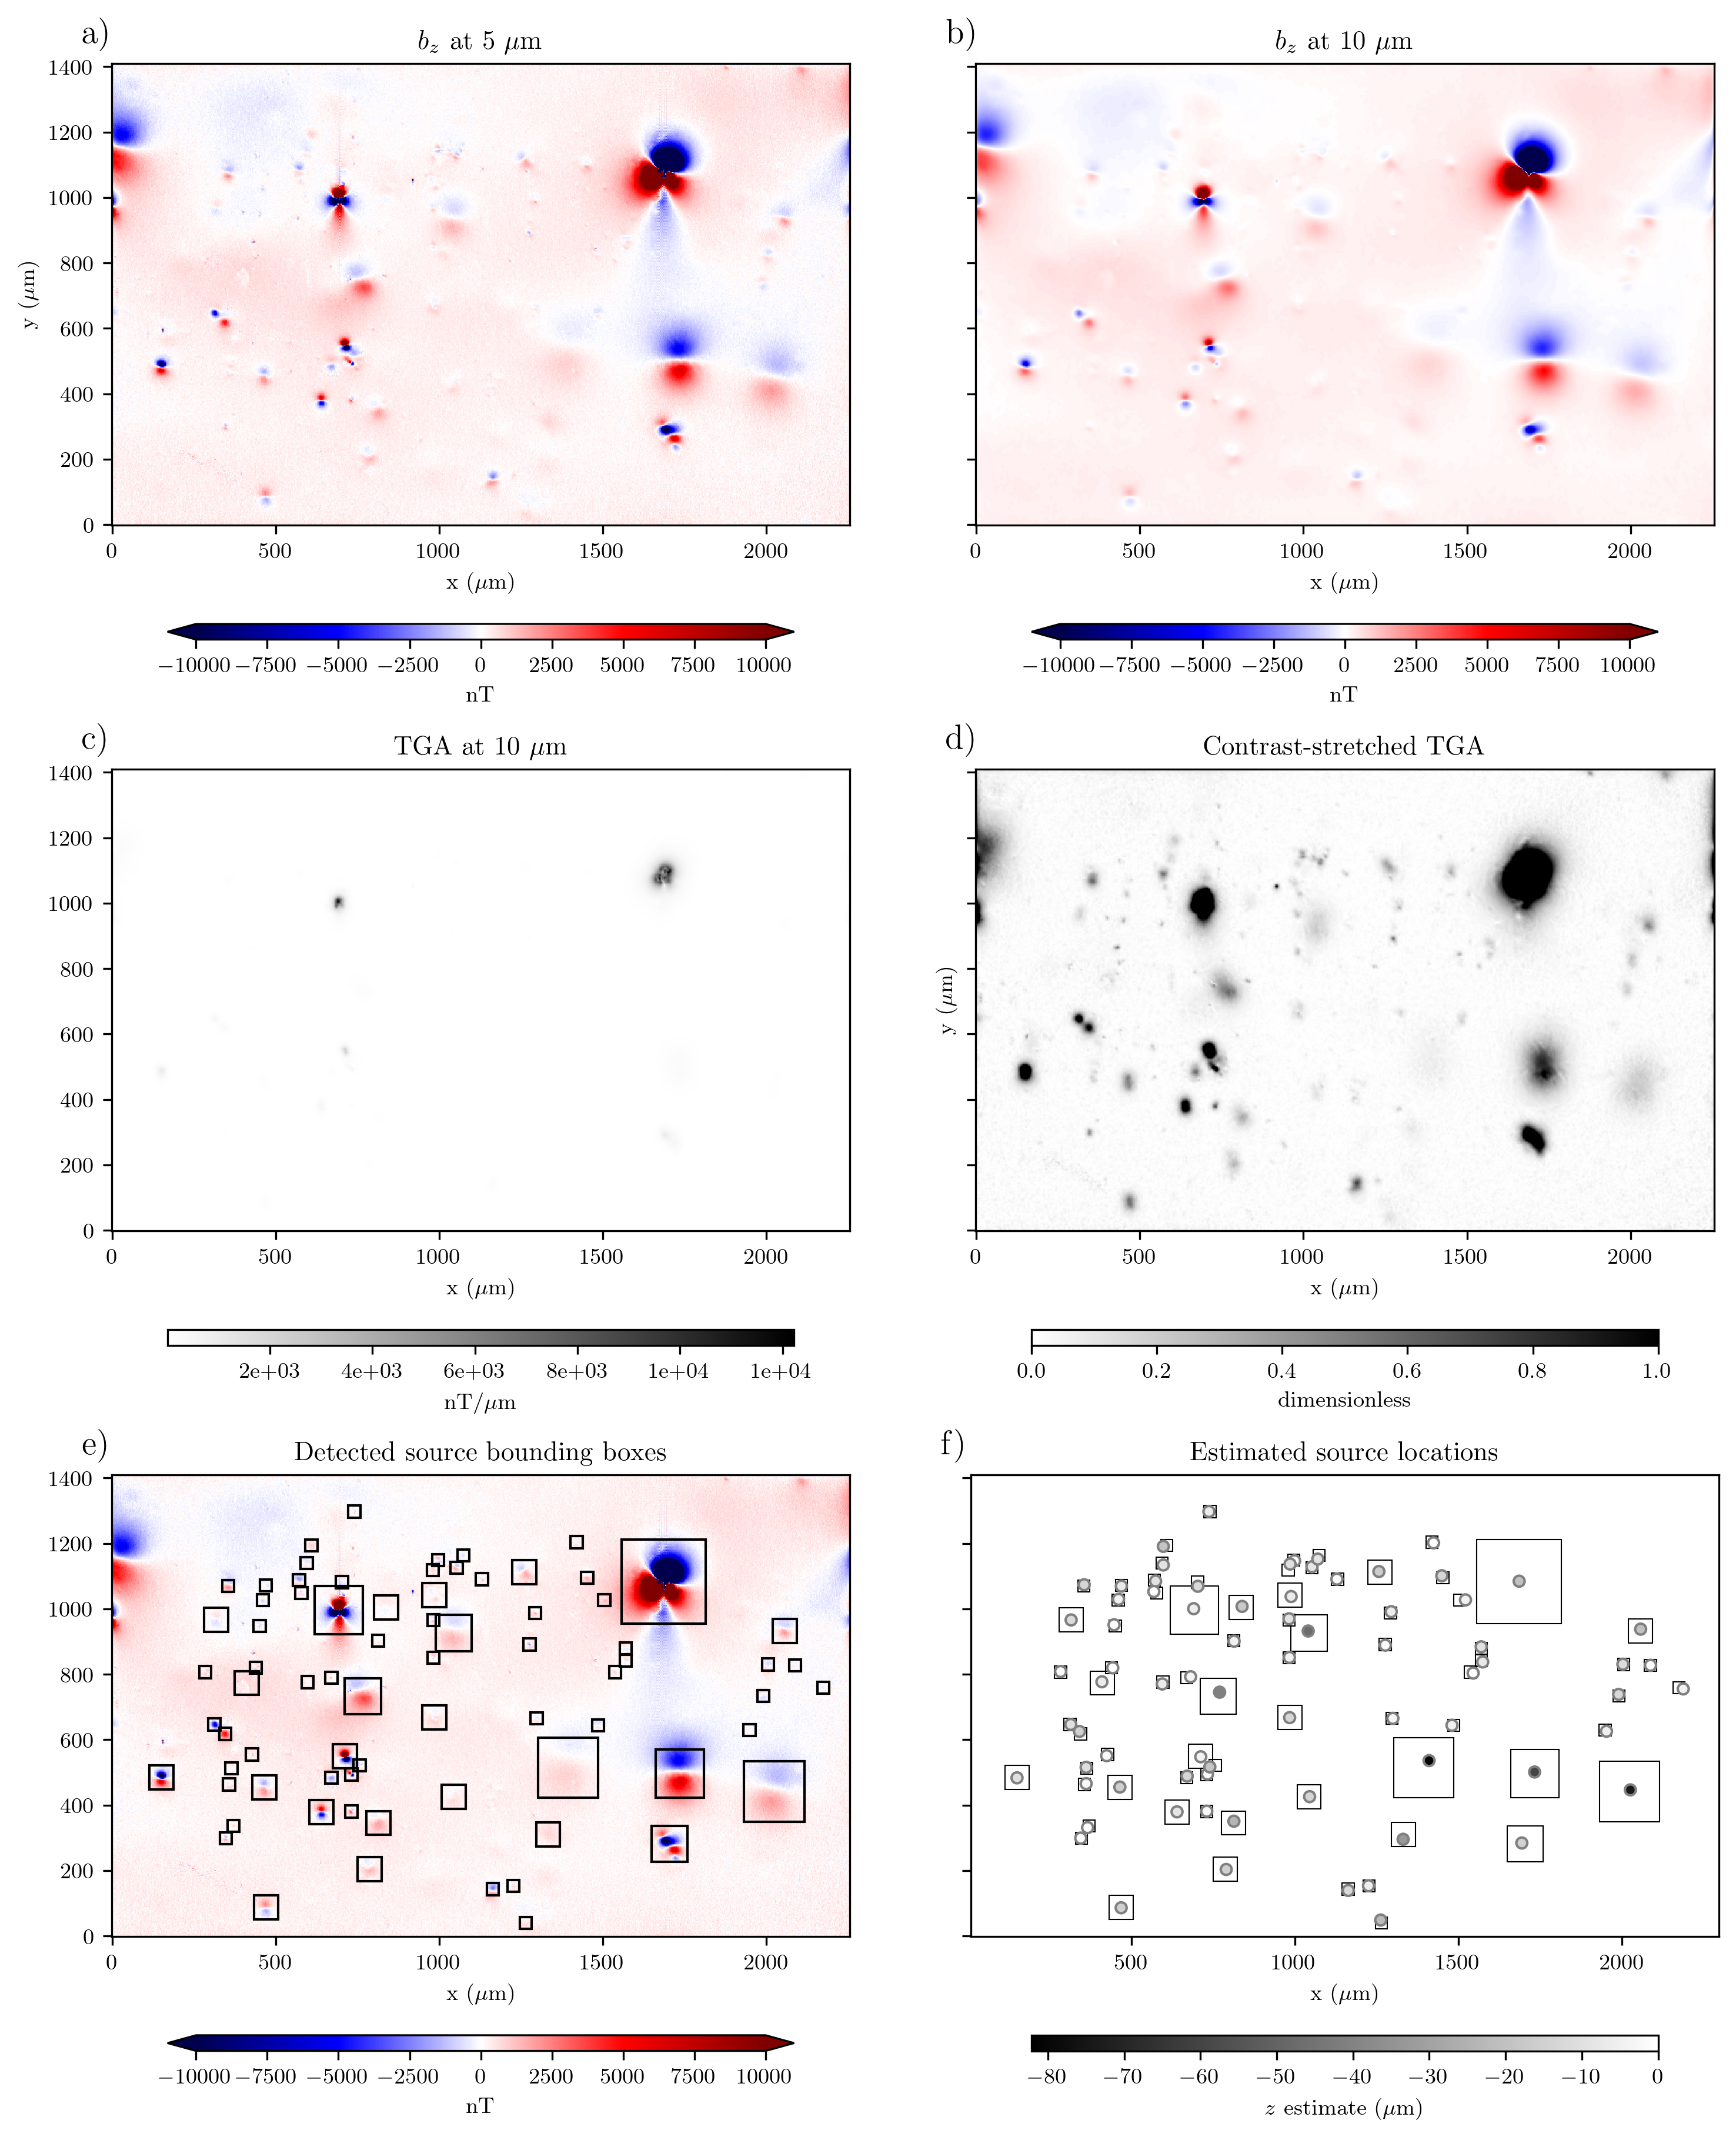 a)
b_z at 5 μm
1400
1200
1000
800
600
400
200
0
y (μm)
0 500 1000 1500 2000
x (μm)
−10000 −7500 −5000 −2500 0 2500 5000 7500 10000
nT
b)
b_z at 10 μm
0 500 1000 1500 2000
x (μm)
−10000 −7500 −5000 −2500 0 2500 5000 7500 10000
nT
c)
TGA at 10 μm
1400
1200
1000
800
600
400
200
0
0 500 1000 1500 2000
x (μm)
2e+03 4e+03 6e+03 8e+03 1e+04 1e+04
nT/μm
d)
Contrast-stretched TGA
y (μm)
0 500 1000 1500 2000
x (μm)
0.0 0.2 0.4 0.6 0.8 1.0
dimensionless
e)
Detected source bounding boxes
1400
1200
1000
800
600
400
200
0
0 500 1000 1500 2000
x (μm)
−10000 −7500 −5000 −2500 0 2500 5000 7500 10000
nT
f)
Estimated source locations
500 1000 1500 2000
x (μm)
−80 −70 −60 −50 −40 −30 −20 −10 0
z estimate (μm)